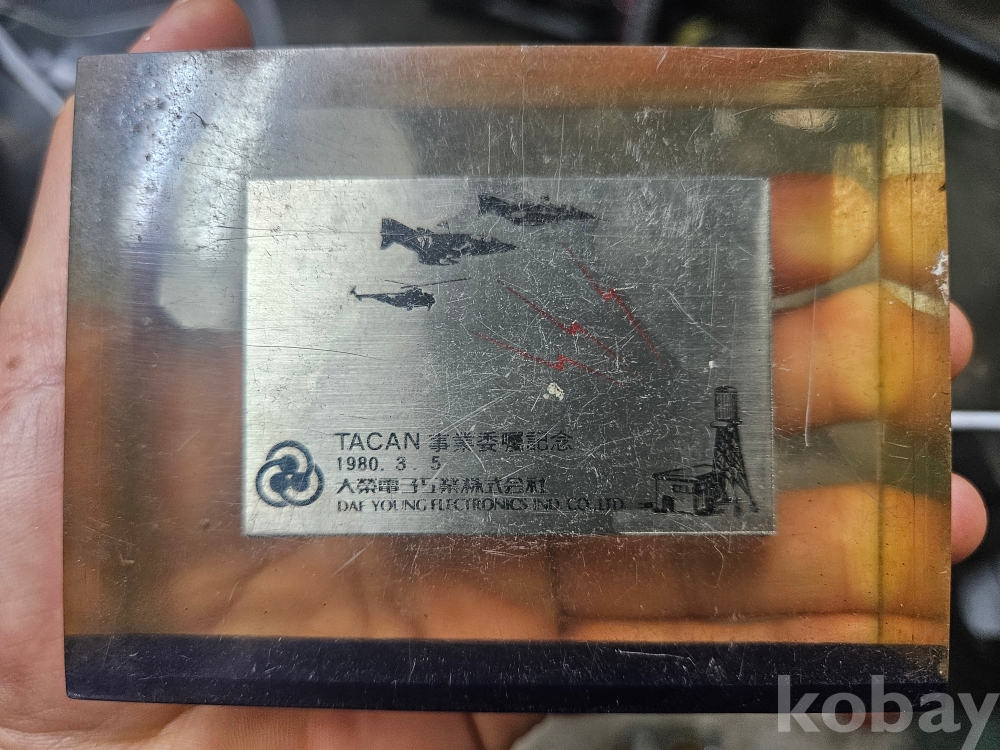 TACAN 事業委囑記念
1980. 3. 5
大榮電子工業株式会社
DAE YOUNG ELECTRONICS IND. CO. LTD
kobay